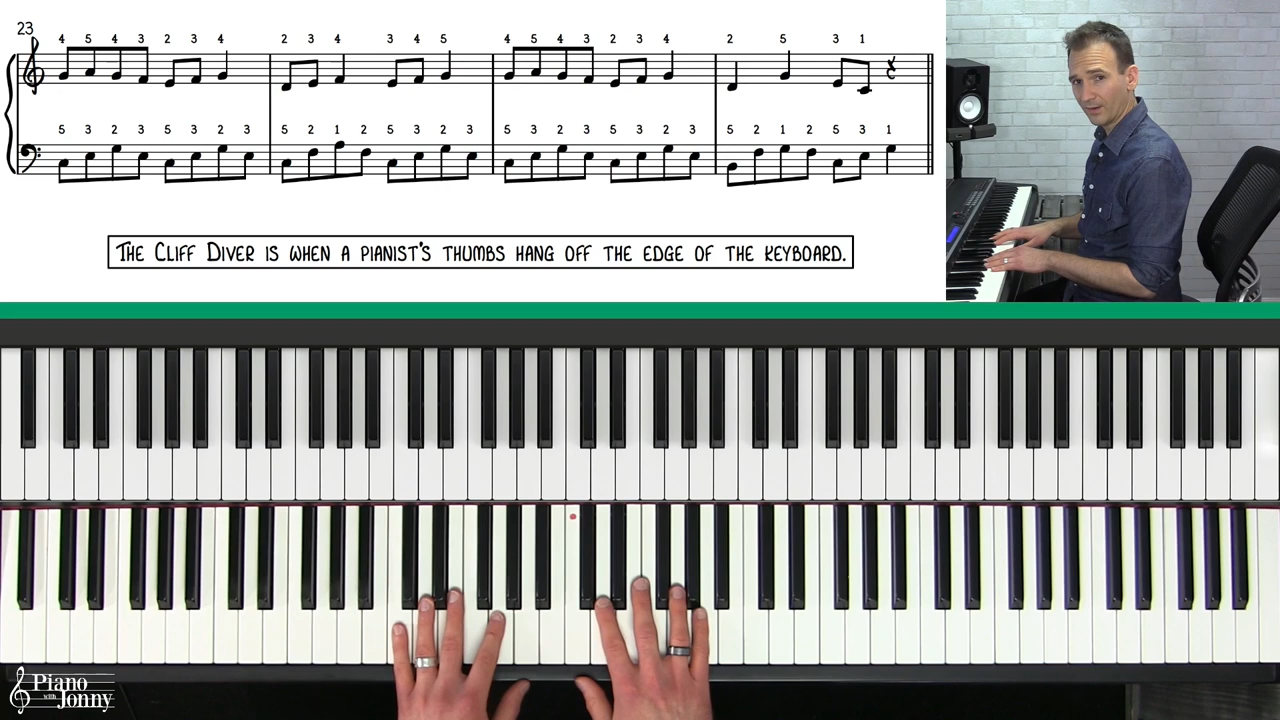 23
4 5 4 3 2 3 4 2 3 4 3 4 5 4 5 4 3 2 3 4 2 5 3 1
5 3 2 3 5 3 2 3 5 2 1 2 5 3 2 3 5 3 2 3 5 3 2 3 5 2 1 2 5 3 1
THE CLIFF DIVER IS WHEN A PIANIST'S THUMBS HANG OFF THE EDGE OF THE KEYBOARD.
Piano
with
Jonny